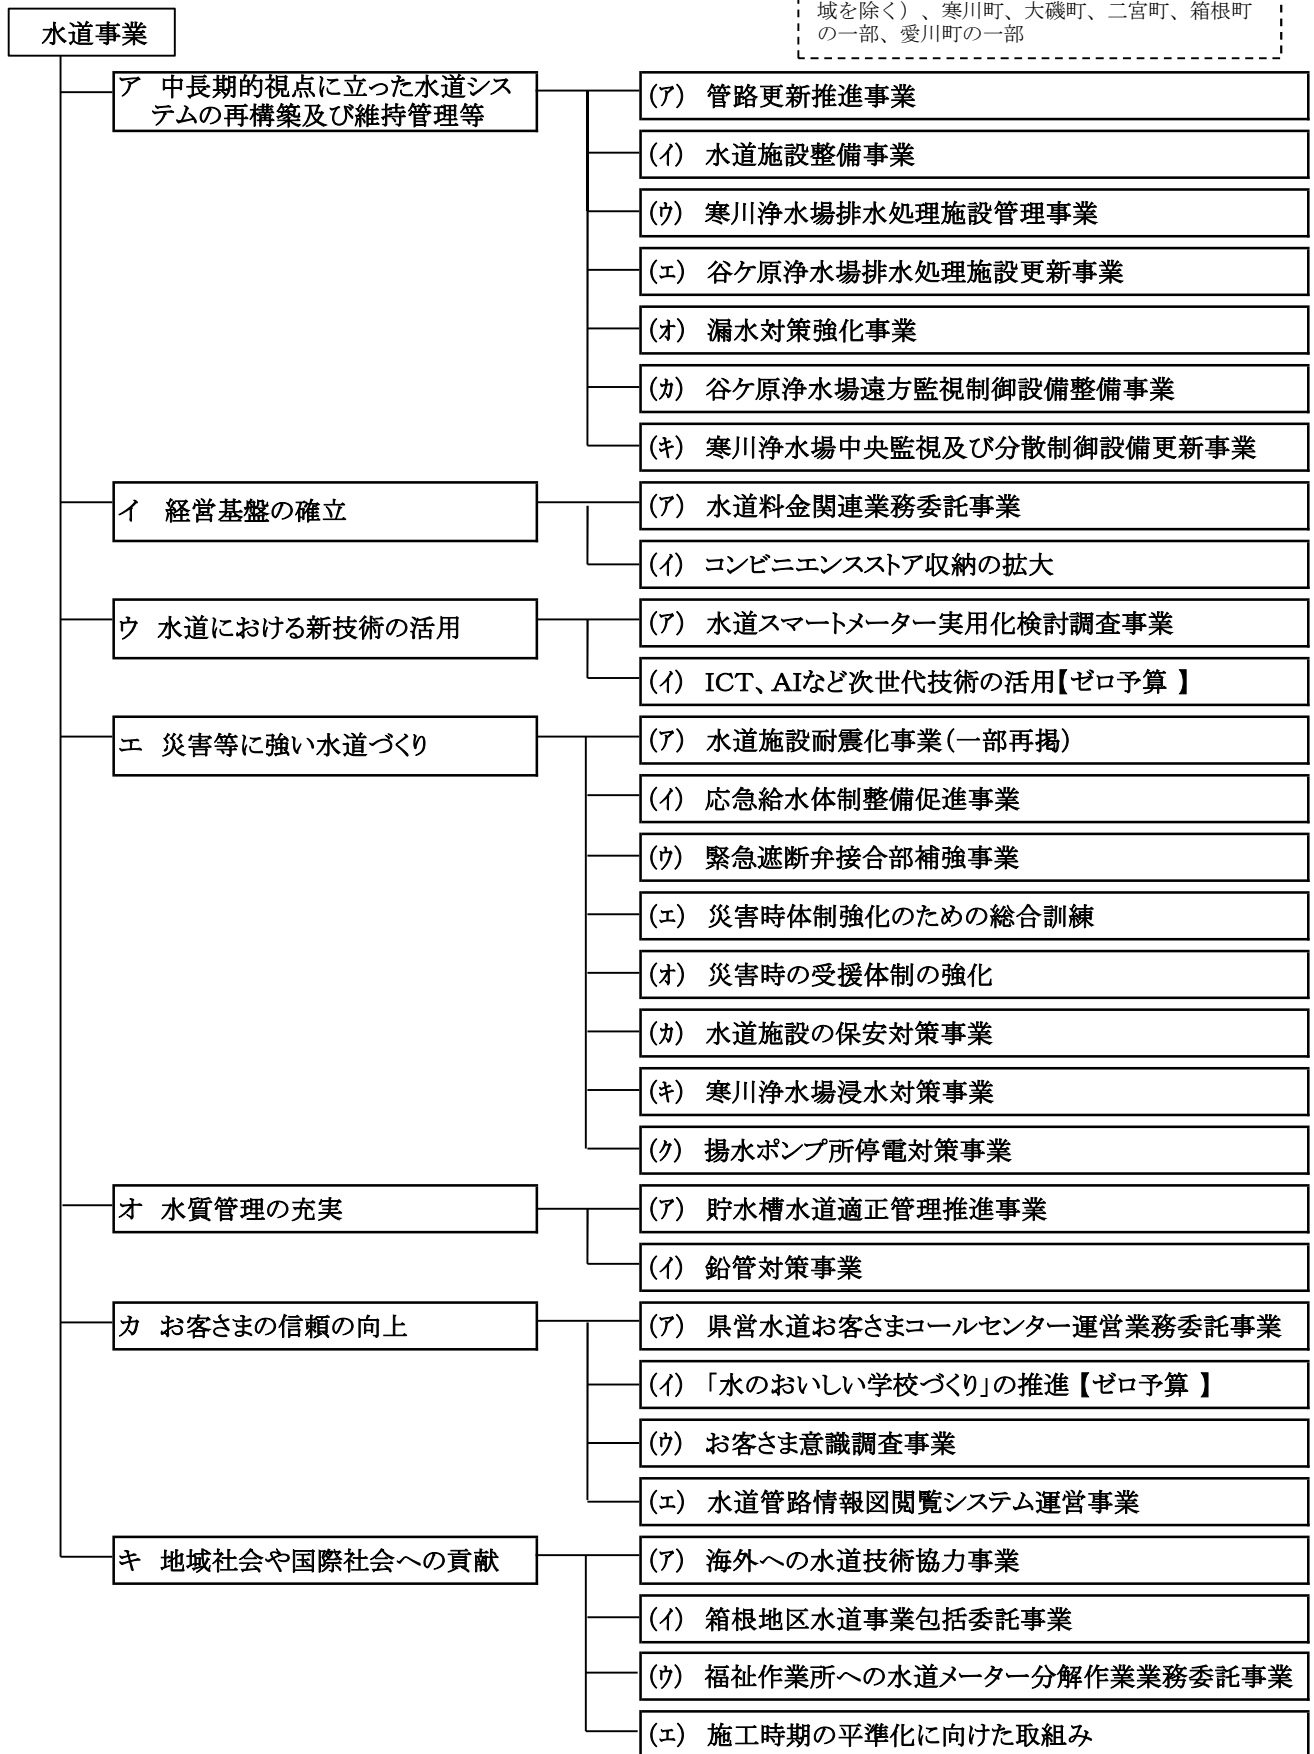 域を除く）、寒川町、大磯町、二宮町、箱根町
の一部、愛川町の一部
水道事業
ア　中長期的視点に立った水道シス
テムの再構築及び維持管理等
(ア)　管路更新推進事業
(イ)　水道施設整備事業
(ウ)　寒川浄水場排水処理施設管理事業
(エ)　谷ケ原浄水場排水処理施設更新事業
(オ)　漏水対策強化事業
(カ)　谷ケ原浄水場遠方監視制御設備整備事業
(キ)　寒川浄水場中央監視及び分散制御設備更新事業
イ　経営基盤の確立
(ア)　水道料金関連業務委託事業
(イ)　コンビニエンスストア収納の拡大
ウ　水道における新技術の活用
(ア)　水道スマートメーター実用化検討調査事業
(イ)　ICT、AIなど次世代技術の活用【ゼロ予算 】
エ　災害等に強い水道づくり
(ア)　水道施設耐震化事業（一部再掲）
(イ)　応急給水体制整備促進事業
(ウ)　緊急遮断弁接合部補強事業
(エ)　災害時体制強化のための総合訓練
(オ)　災害時の受援体制の強化
(カ)　水道施設の保安対策事業
(キ)　寒川浄水場浸水対策事業
(ク)　揚水ポンプ所停電対策事業
オ　水質管理の充実
(ア)　貯水槽水道適正管理推進事業
(イ)　鉛管対策事業
カ　お客さまの信頼の向上
(ア)　県営水道お客さまコールセンター運営業務委託事業
(イ)　「水のおいしい学校づくり」の推進【ゼロ予算 】
(ウ)　お客さま意識調査事業
(エ)　水道管路情報図閲覧システム運営事業
キ　地域社会や国際社会への貢献
(ア)　海外への水道技術協力事業
(イ)　箱根地区水道事業包括委託事業
(ウ)　福祉作業所への水道メーター分解作業業務委託事業
(エ)　施工時期の平準化に向けた取組み